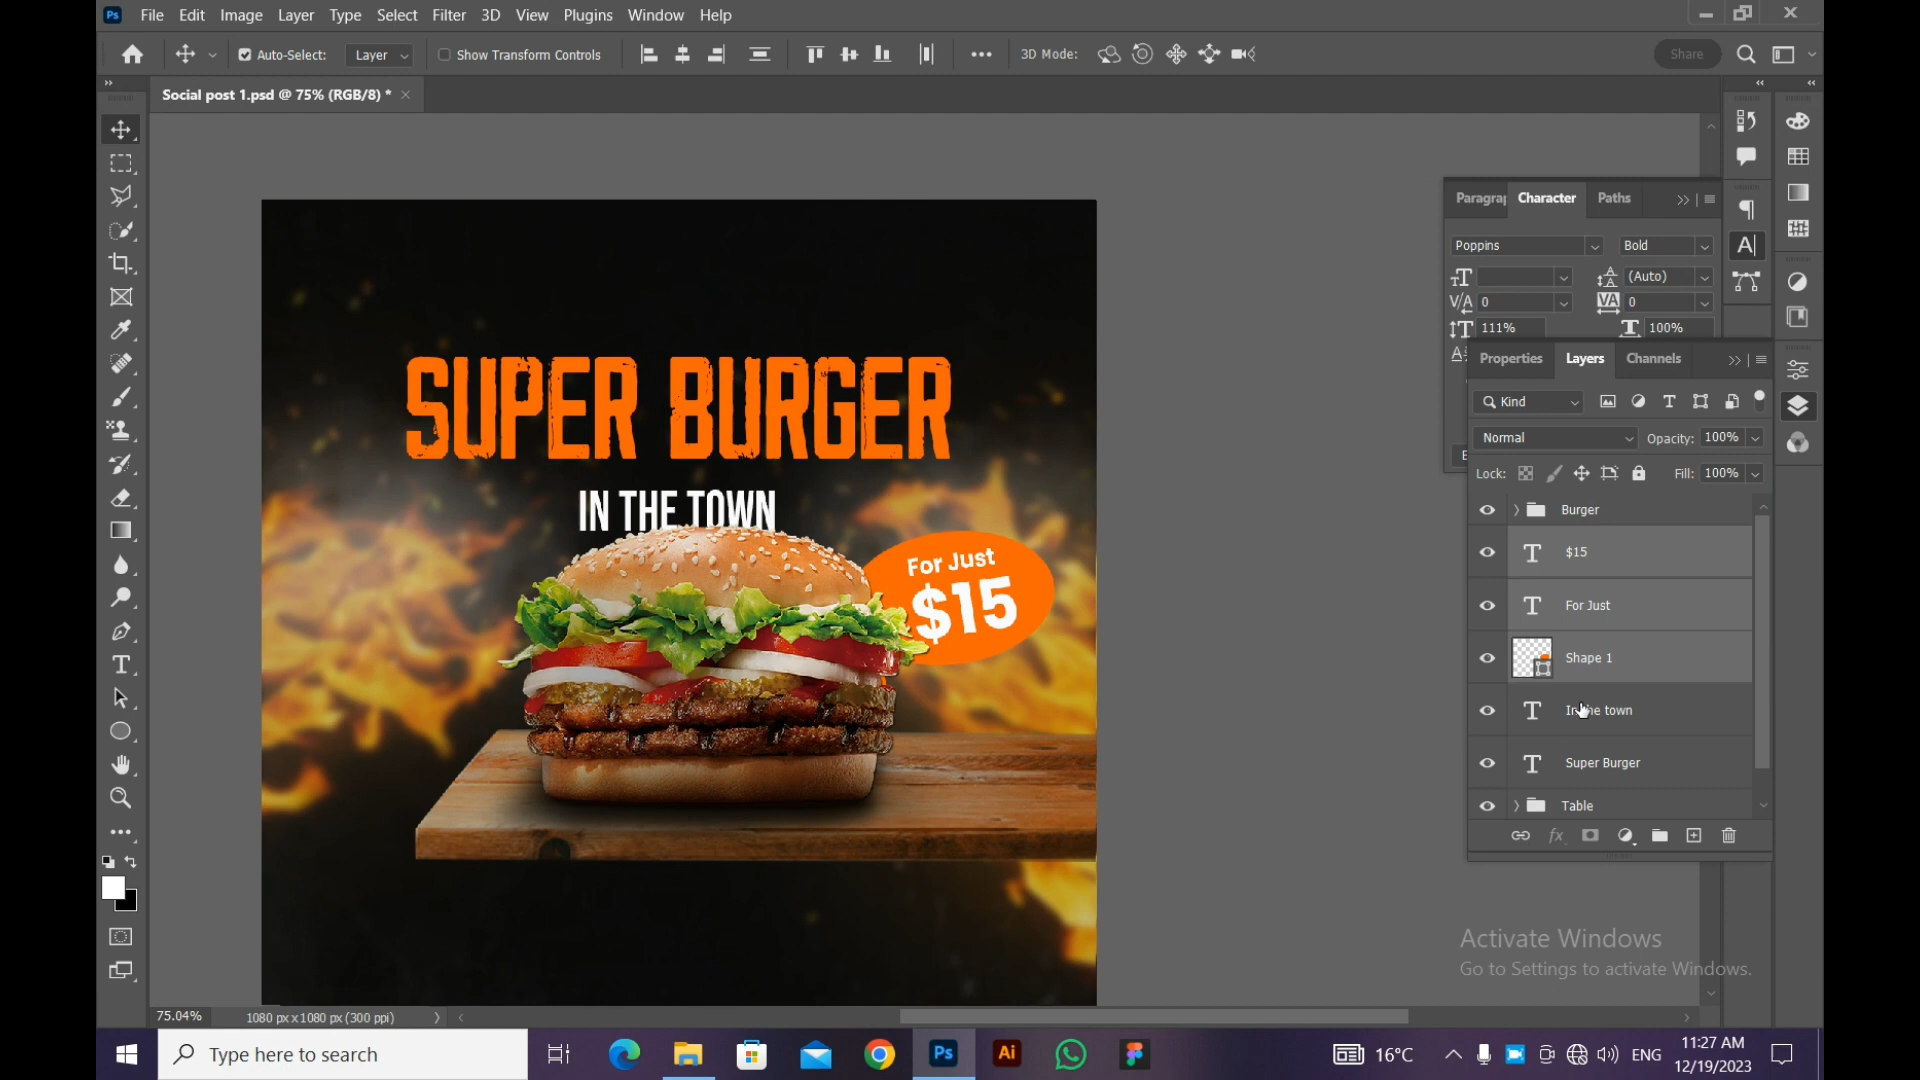 Ps File Edit Image Layer Type Select Filter 3D View Plugins Window Help
Auto-Select: Layer Show Transform Controls 3D Mode: Share
Social post 1.psd @ 75% (RGB/8) *
SUPER BURGER
IN THE TOWN
For Just
$15
Paragrap Character Paths
Poppins Bold
(Auto)
0 0
111% 100%
Properties Layers Channels
Kind
Normal Opacity: 100%
Lock: Fill: 100%
Burger
$15
For Just
Shape 1
In the town
Super Burger
Table
Activate Windows
Go to Settings to activate Windows.
75.04% 1080 px x 1080 px (300 ppi)
Type here to search
Ps Ai
16°C ENG
11:27 AM
12/19/2023